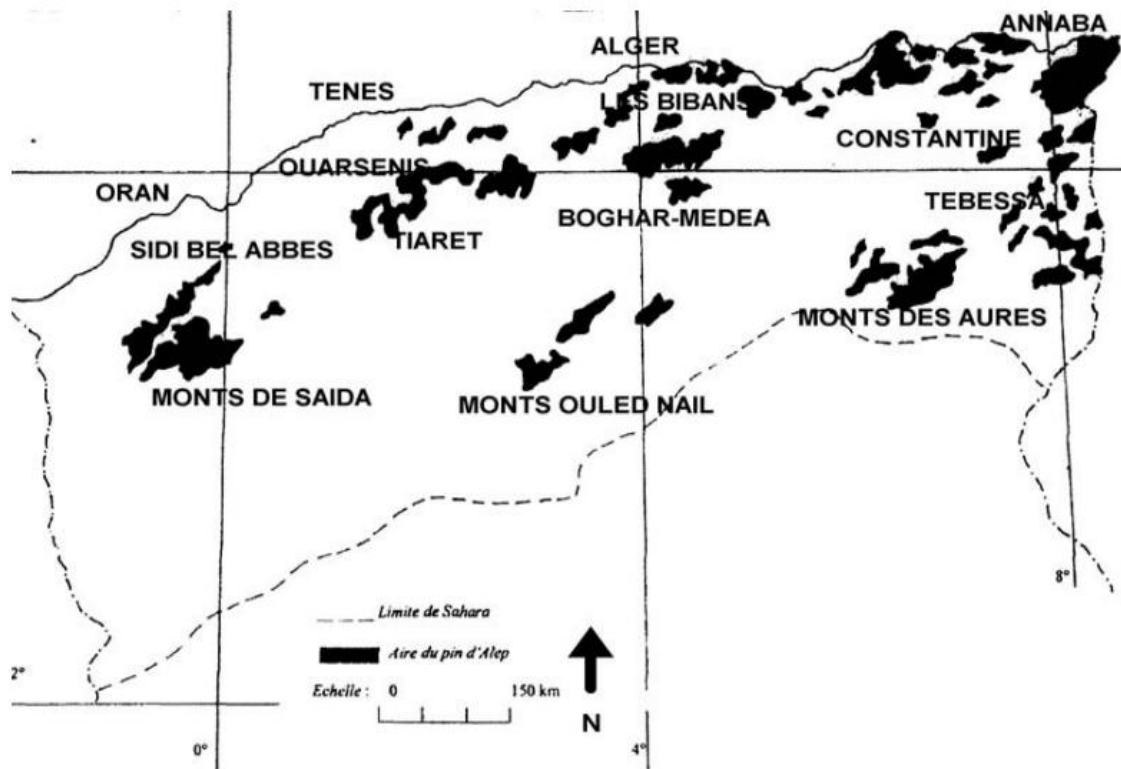 ANNABA
ALGER
TENES
LES BIBANS
CONSTANTINE
OUARSENIS
ORAN
TEBESSA
BOGHAR-MEDEA
TIARET
SIDI BEL ABBES
MONTS DES AURES
MONTS DE SAIDA
MONTS OULED NAIL
8°
Limite de Sahara
Aire du pin d'Alep
2°
Echelle : 0 150 km
N
0°
4°